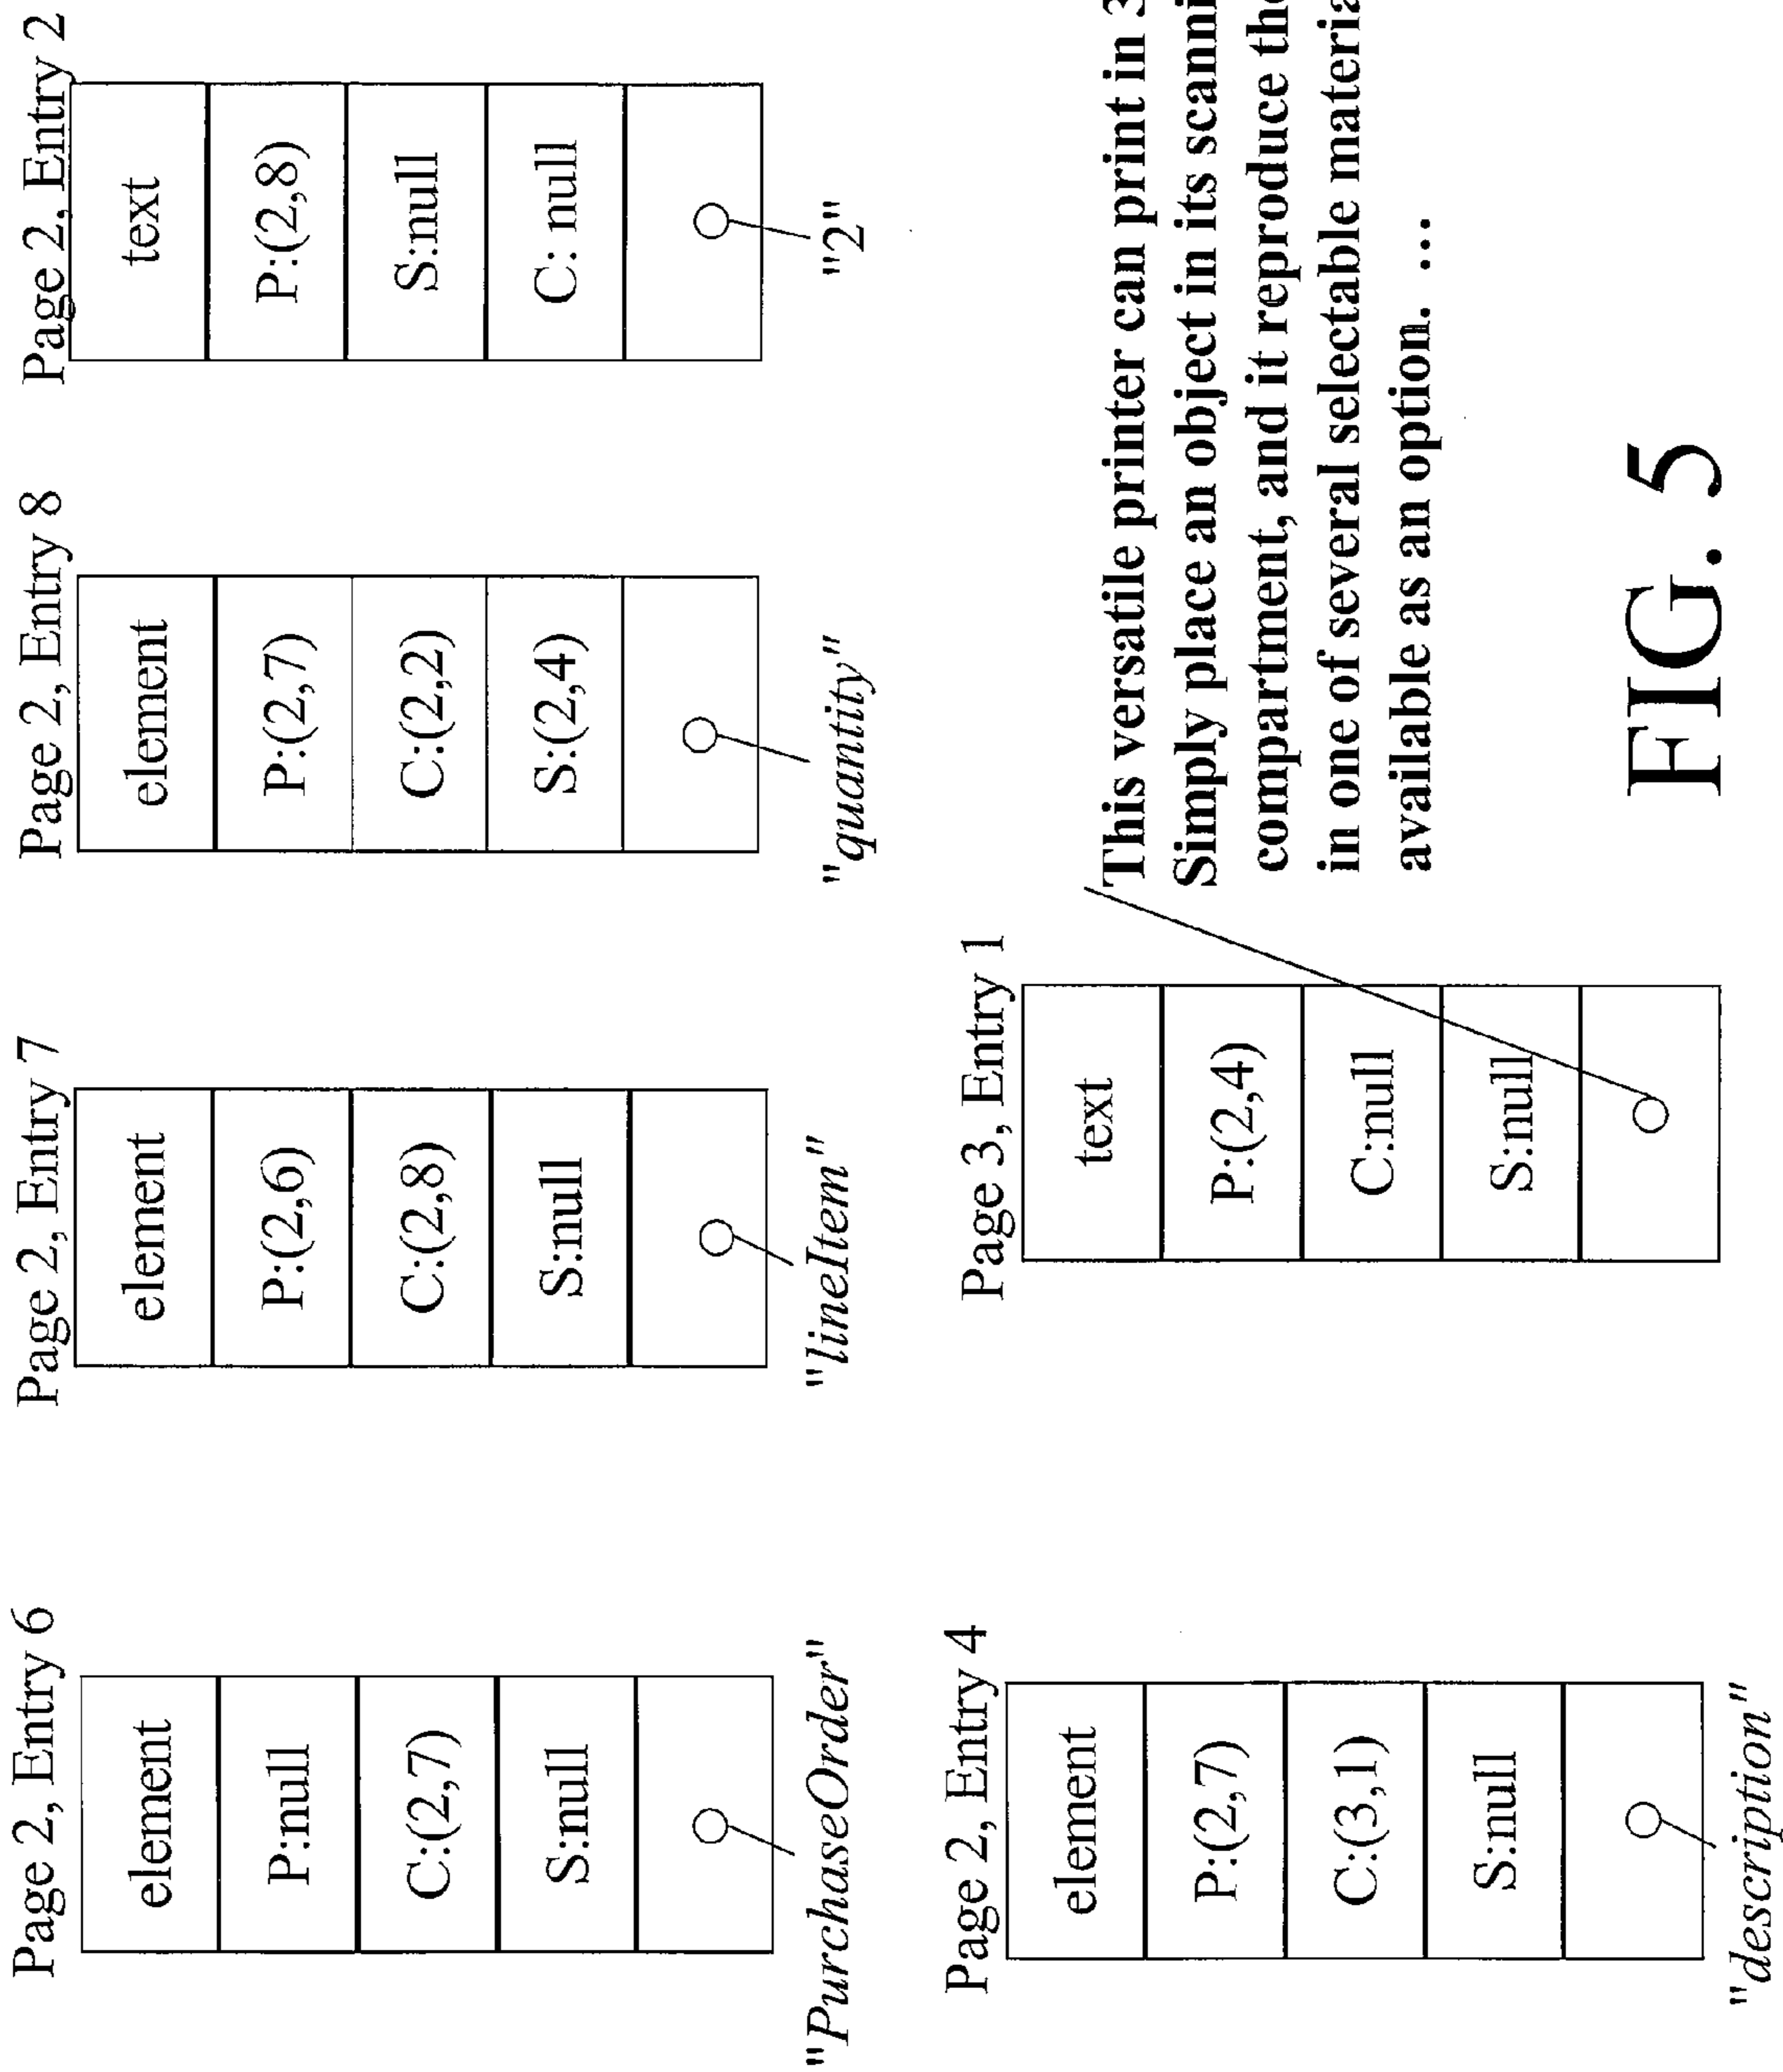 Page 2, Entry 6
element
P:null
C:(2,7)
S:null
"PurchaseOrder"
Page 2, Entry 7
element
P:(2,6)
C:(2,8)
S:null
"lineItem"
Page 2, Entry 8
element
P:(2,7)
C:(2,2)
S:(2,4)
"quantity"
Page 2, Entry 2
text
P:(2,8)
S:null
C: null
"2"
Page 2, Entry 4
element
P:(2,7)
C:(3,1)
S:null
"description"
Page 3, Entry 1
text
P:(2,4)
C:null
S:null
This versatile printer can print in 3
Simply place an object in its scanni
compartment, and it reproduce the
in one of several selectable materia
available as an option. ...
FIG. 5